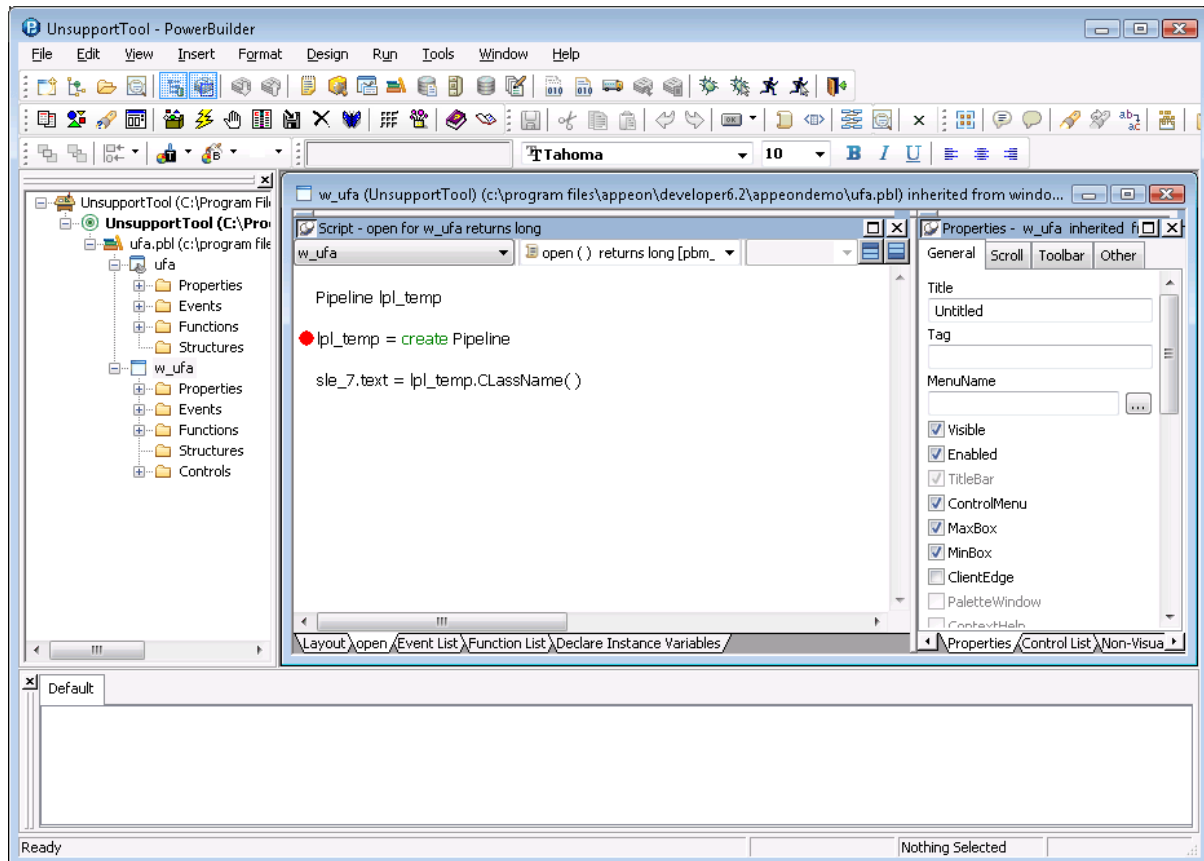 UnsupportTool - PowerBuilder
File Edit View Insert Format Design Run Tools Window Help
Tahoma 10 B I U
UnsupportTool (C:\Program Fil
UnsupportTool (C:\Pro
ufa.pbl (c:\program file
ufa
Properties
Events
Functions
Structures
w_ufa
Properties
Events
Functions
Structures
Controls
w_ufa (UnsupportTool) (c:\program files\appeon\developer6.2\appeondemo\ufa.pbl) inherited from windo...
Script - open for w_ufa returns long
w_ufa
open ( ) returns long [pbm_
Pipeline lpl_temp
lpl_temp = create Pipeline
sle_7.text = lpl_temp.CLassName( )
Layout open Event List Function List Declare Instance Variables
Properties - w_ufa inherited f
General Scroll Toolbar Other
Title
Untitled
Tag
MenuName
...
Visible
Enabled
TitleBar
ControlMenu
MaxBox
MinBox
ClientEdge
PaletteWindow
ContextHelp
Properties Control List Non-Visua
Default
Ready
Nothing Selected